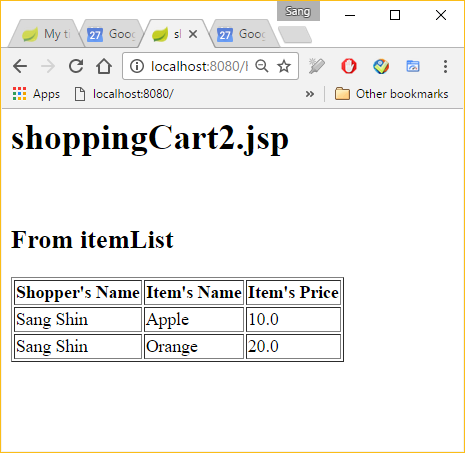 Sang
My t
27 Goo
sl
27 Goo
localhost:8080/
Apps
localhost:8080/
»
Other bookmarks
shoppingCart2.jsp
From itemList
Shopper's Name Item's Name Item's Price
Sang Shin Apple 10.0
Sang Shin Orange 20.0